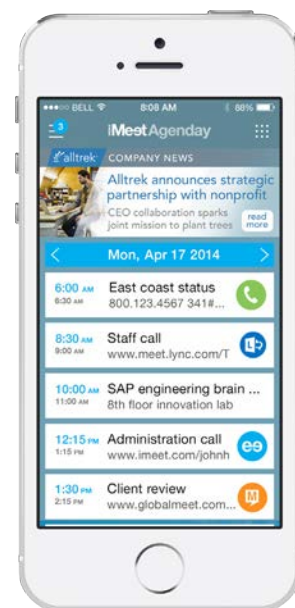 BELL 8:08 AM 86%
3
iMeet Agenday
alltrek COMPANY NEWS
Alltrek announces strategic
partnership with nonprofit
CEO collaboration sparks
joint mission to plant trees
read
more
< Mon, Apr 17 2014 >
6:00 AM East coast status
6:30 AM 800.123.4567 341#...
8:30 AM Staff call
9:00 AM www.meet.lync.com/T
L
10:00 AM SAP engineering brain ...
11:00 AM 8th floor innovation lab
12:15 PM Administration call
1:15 PM www.imeet.com/johnh
ee
1:30 PM Client review
2:15 PM www.globalmeet.com...
M